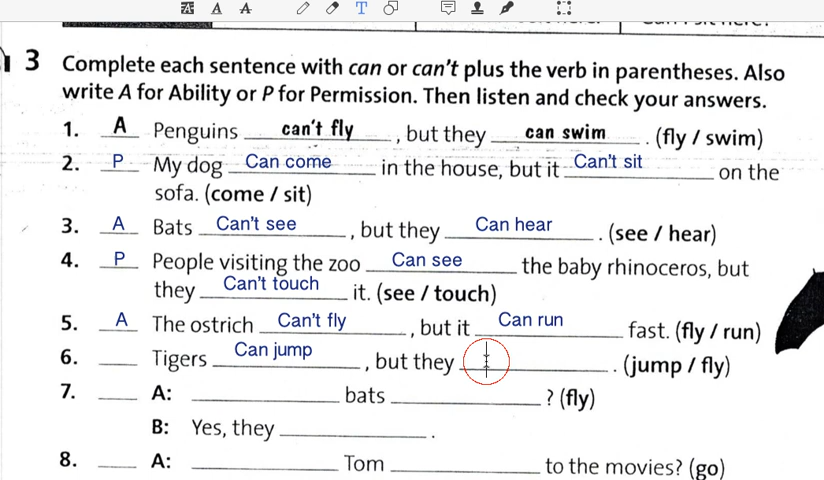 3 Complete each sentence with can or can't plus the verb in parentheses. Also
write A for Ability or P for Permission. Then listen and check your answers.
1. A Penguins can't fly , but they can swim . (fly / swim)
2. P My dog Can come in the house, but it Can't sit on the
sofa. (come / sit)
3. A Bats Can't see , but they Can hear . (see / hear)
4. P People visiting the zoo Can see the baby rhinoceros, but
they Can't touch it. (see / touch)
5. A The ostrich Can't fly , but it Can run fast. (fly / run)
6. Tigers Can jump , but they . (jump / fly)
7. A: bats ? (fly)
B: Yes, they .
8. A: Tom to the movies? (go)